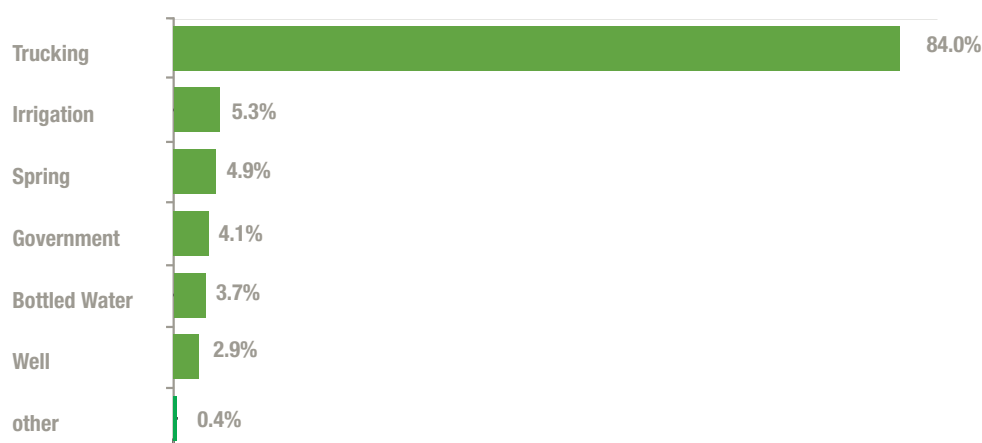 Trucking 84.0%
Irrigation 5.3%
Spring 4.9%
Government 4.1%
Bottled Water 3.7%
Well 2.9%
other 0.4%